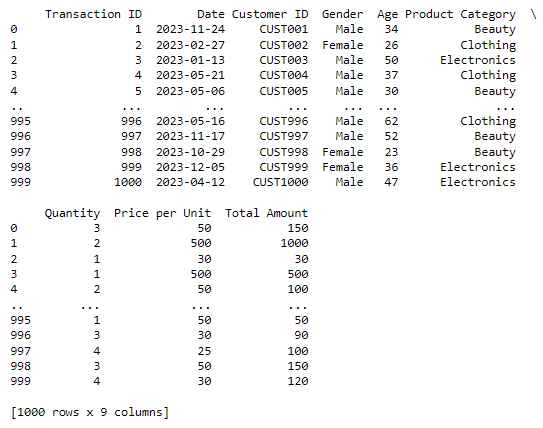 Transaction ID        Date Customer ID  Gender  Age Product Category  \
0                 1  2023-11-24     CUST001    Male   34           Beauty
1                 2  2023-02-27     CUST002  Female   26         Clothing
2                 3  2023-01-13     CUST003    Male   50      Electronics
3                 4  2023-05-21     CUST004    Male   37         Clothing
4                 5  2023-05-06     CUST005    Male   30           Beauty
..              ...         ...         ...     ...  ...              ...
995             996  2023-05-16     CUST996    Male   62         Clothing
996             997  2023-11-17     CUST997    Male   52           Beauty
997             998  2023-10-29     CUST998  Female   23           Beauty
998             999  2023-12-05     CUST999  Female   36      Electronics
999            1000  2023-04-12    CUST1000    Male   47      Electronics
     Quantity  Price per Unit  Total Amount
0           3              50           150
1           2             500          1000
2           1              30            30
3           1             500           500
4           2              50           100
..        ...             ...           ...
995         1              50            50
996         3              30            90
997         4              25           100
998         3              50           150
999         4              30           120
[1000 rows x 9 columns]